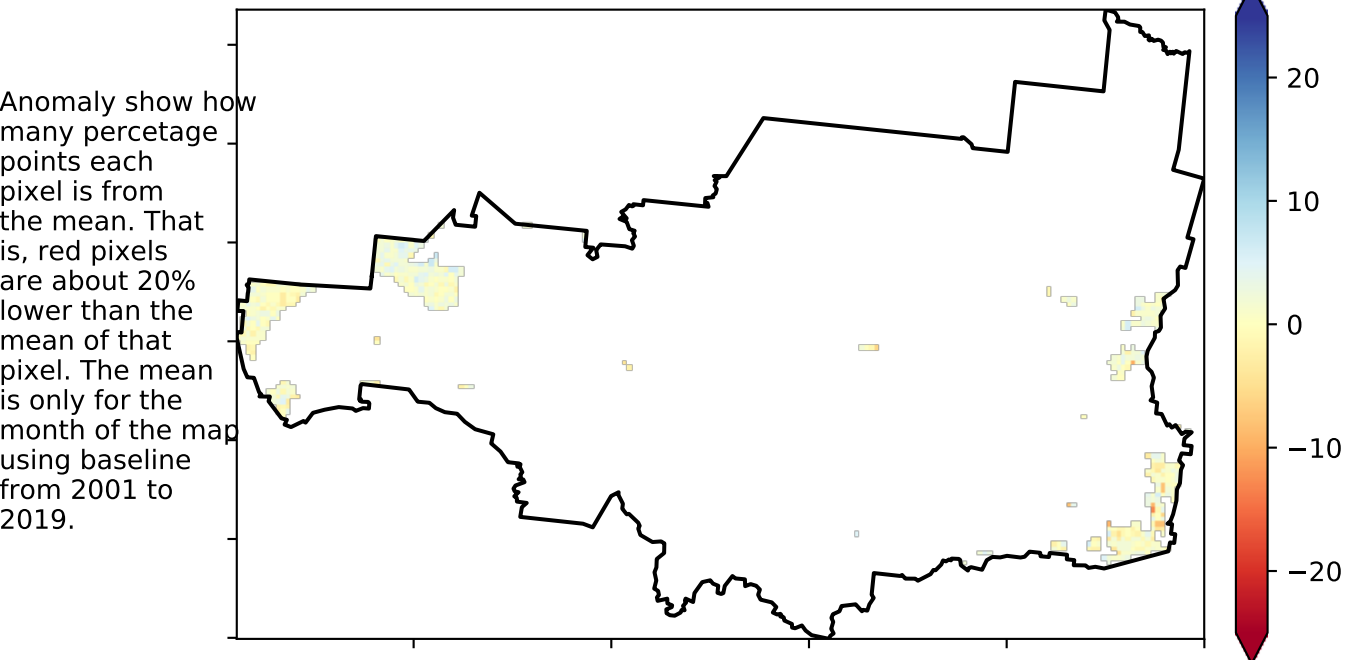 Anomaly show how
many percetage
points each
pixel is from
the mean. That
is, red pixels
are about 20%
lower than the
mean of that
pixel. The mean
is only for the
month of the map
using baseline
from 2001 to
2019.
20
10
0
−10
−20